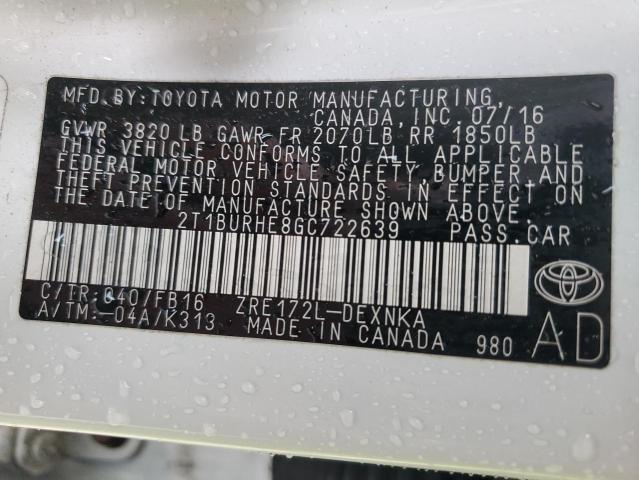 MFD. BY: TOYOTA MOTOR MANUFACTURING,
CANADA, INC. 07/16
GVWR 3820 LB GAWR FR 2070LB, RR 1850LB
THIS VEHICLE CONFORMS TO ALL APPLICABLE
FEDERAL MOTOR VEHICLE SAFETY, BUMPER, AND
THEFT PREVENTION STANDARDS IN EFFECT ON
THE DATE OF MANUFACTURE SHOWN ABOVE.
2T1BURHE8GC722639 PASS.CAR
C/TR: 040/FB16 ZRE172L-DEXNKA
A/TM: -04A/K313 MADE IN CANADA 980 AD